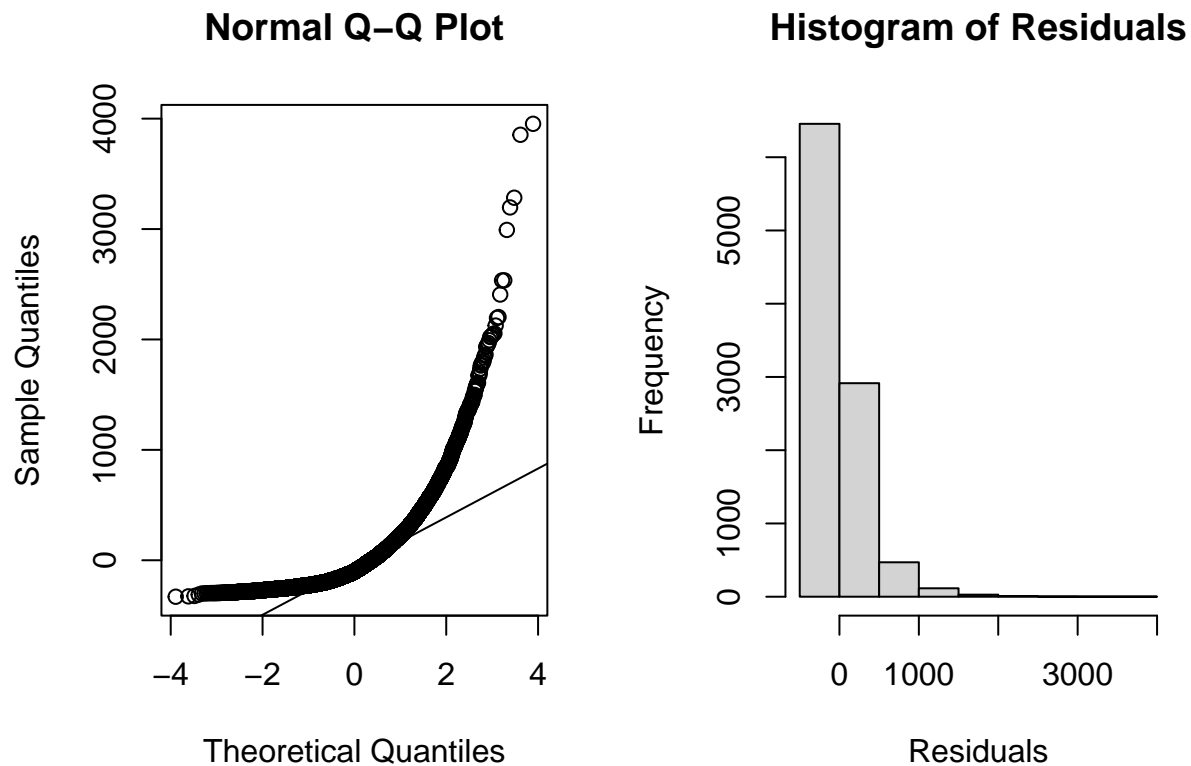 Normal Q−Q Plot
Sample Quantiles
4000
3000
2000
1000
0
−4 −2 0 2 4
Theoretical Quantiles
Histogram of Residuals
Frequency
5000
3000
1000
0
0 1000 3000
Residuals